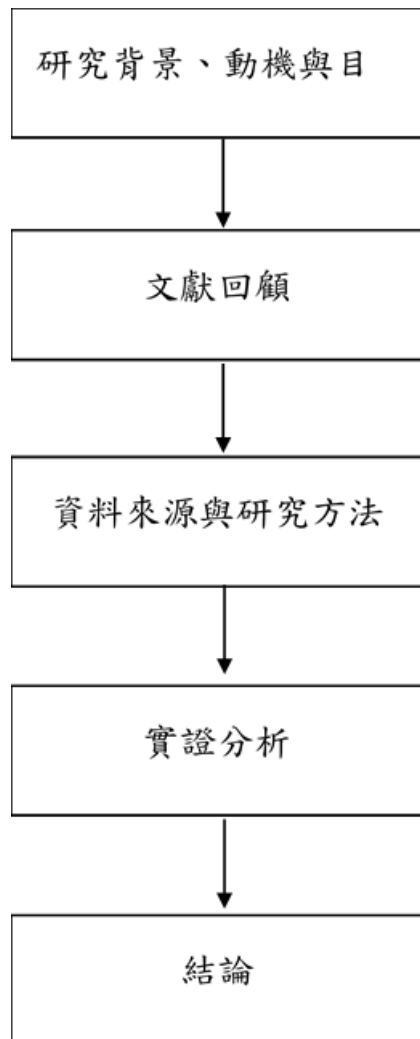 研究背景、動機與目
文獻回顧
資料來源與研究方法
實證分析
結論